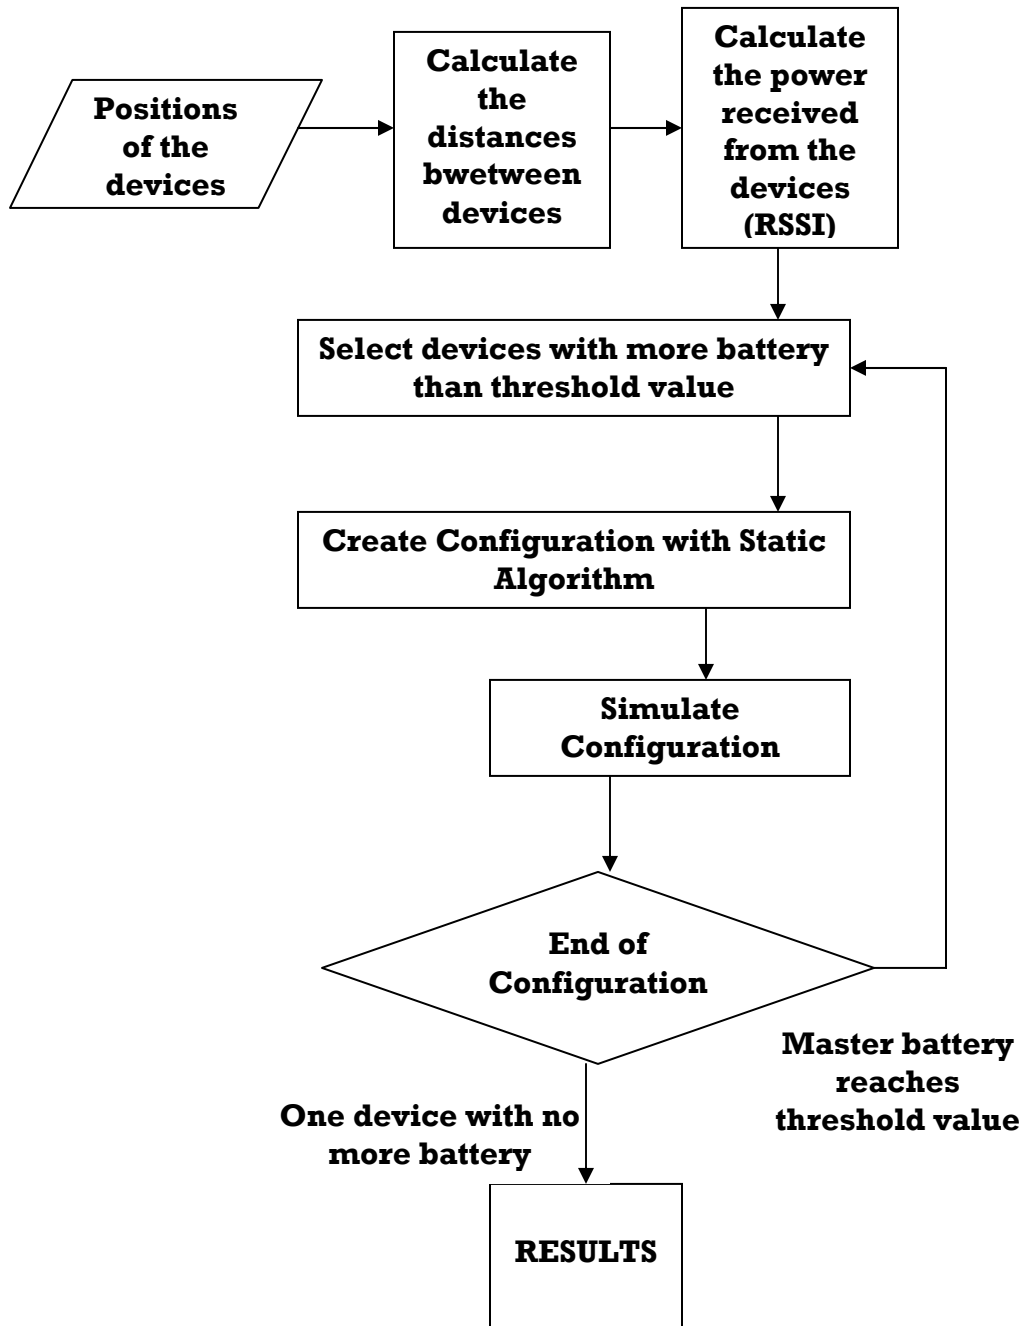 Positions
of the
devices
Calculate
the
distances
bwetween
devices
Calculate
the power
received
from the
devices
(RSSI)
Select devices with more battery
than threshold value
Create Configuration with Static
Algorithm
Simulate
Configuration
End of
Configuration
Master battery
reaches
threshold value
One device with no
more battery
RESULTS